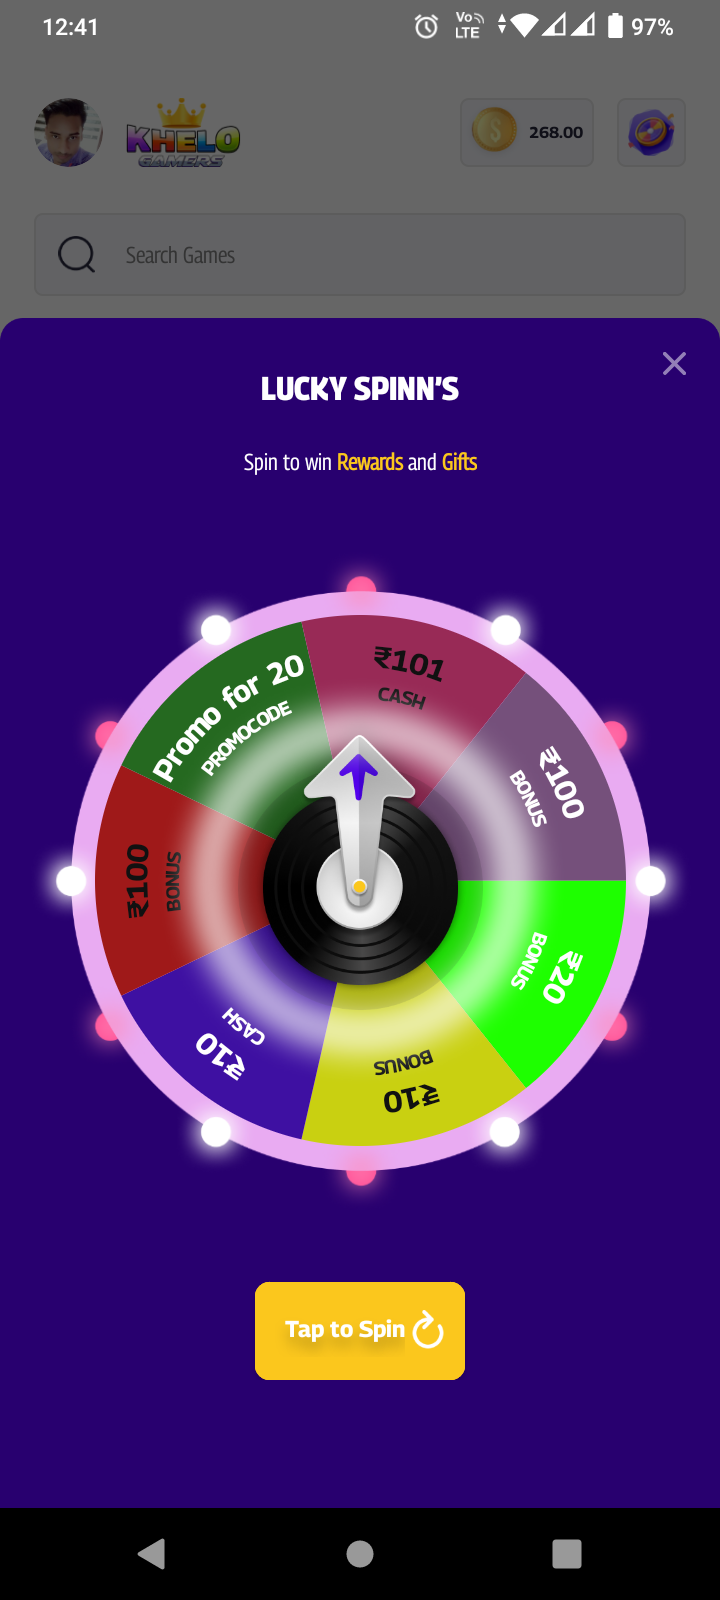 12:41
Vo
LTE
97%
KHELO
GAMERS
268.00
Search Games
LUCKY SPINN'S
Spin to win Rewards and Gifts
₹101
CASH
Promo for 20
PROMOCODE
₹100
BONUS
₹100
BONUS
₹20
BONUS
₹10
CASH
₹10
BONUS
Tap to Spin